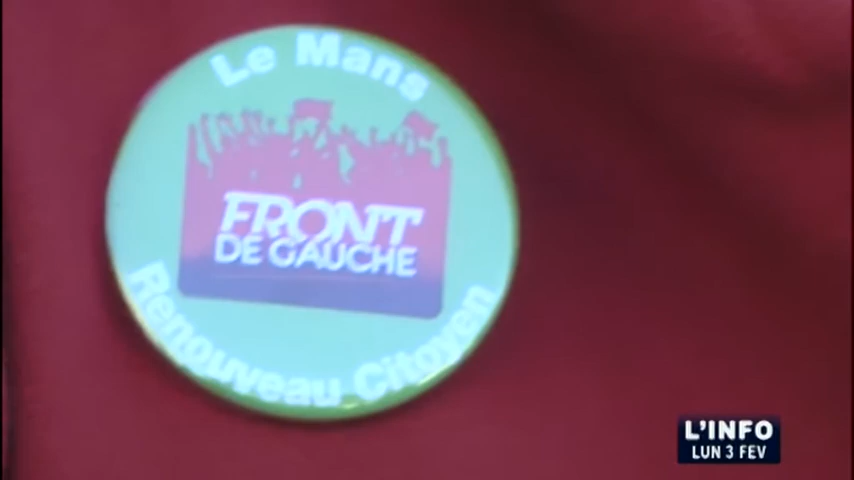 Le Mans
FRONT
DE GAUCHE
Renouveau Citoyen
L'INFO
LUN 3 FEV